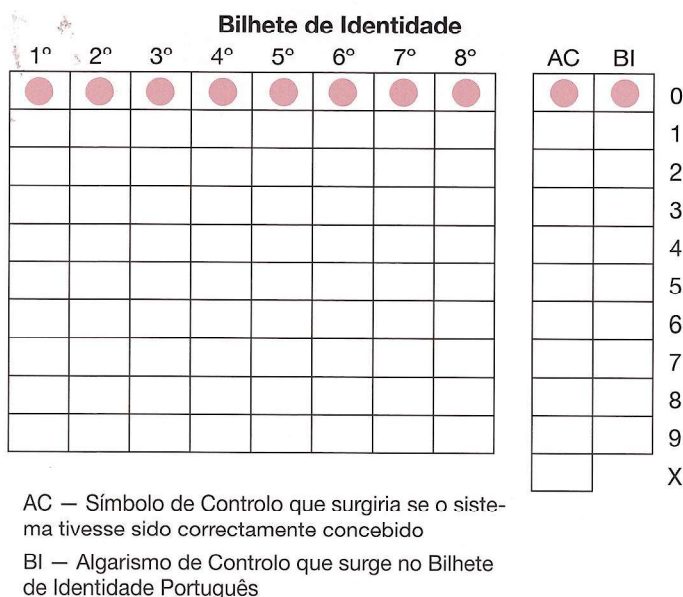 Bilhete de Identidade
1º 2º 3º 4º 5º 6º 7º 8º AC BI
0
1
2
3
4
5
6
7
8
9
X
AC — Símbolo de Controlo que surgiria se o siste-
ma tivesse sido correctamente concebido
BI — Algarismo de Controlo que surge no Bilhete
de Identidade Português